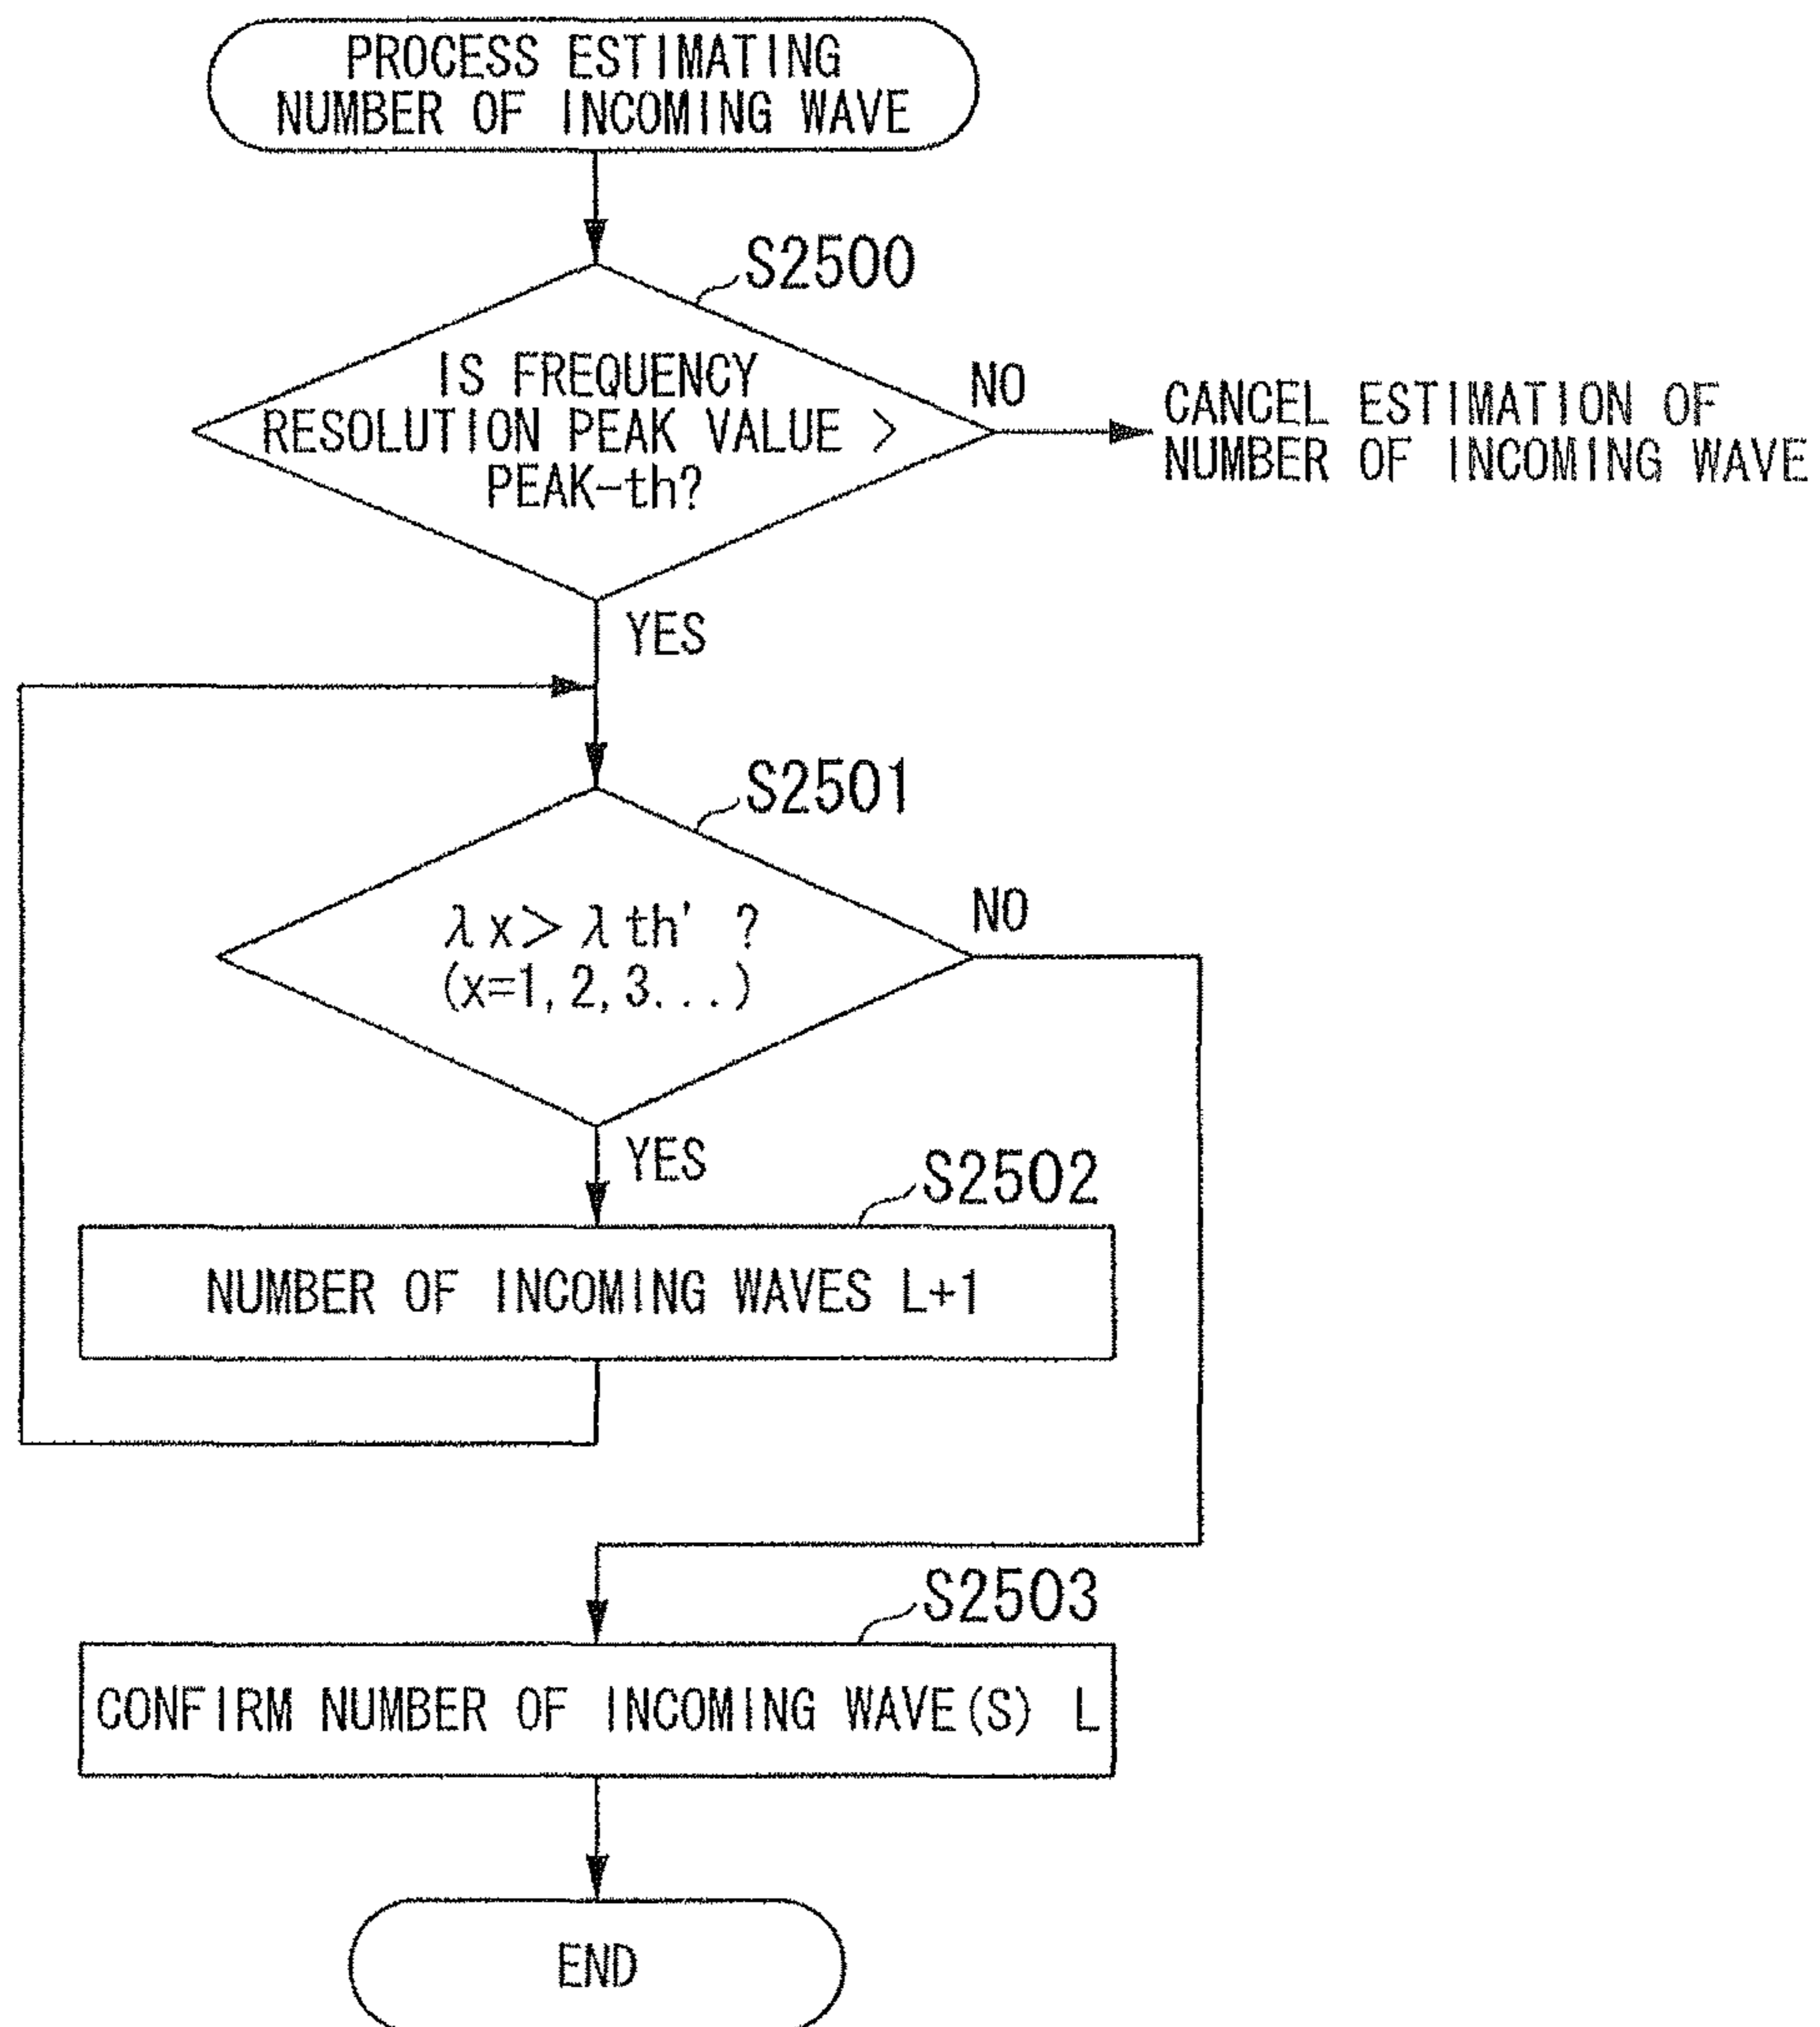 PROCESS ESTIMATING
NUMBER OF INCOMING WAVE
S2500
IS FREQUENCY
RESOLUTION PEAK VALUE >
PEAK-th?
NO
CANCEL ESTIMATION OF
NUMBER OF INCOMING WAVE
YES
S2501
λx>λth' ?
(x=1,2,3...)
NO
YES
S2502
NUMBER OF INCOMING WAVES L+1
S2503
CONFIRM NUMBER OF INCOMING WAVE(S) L
END